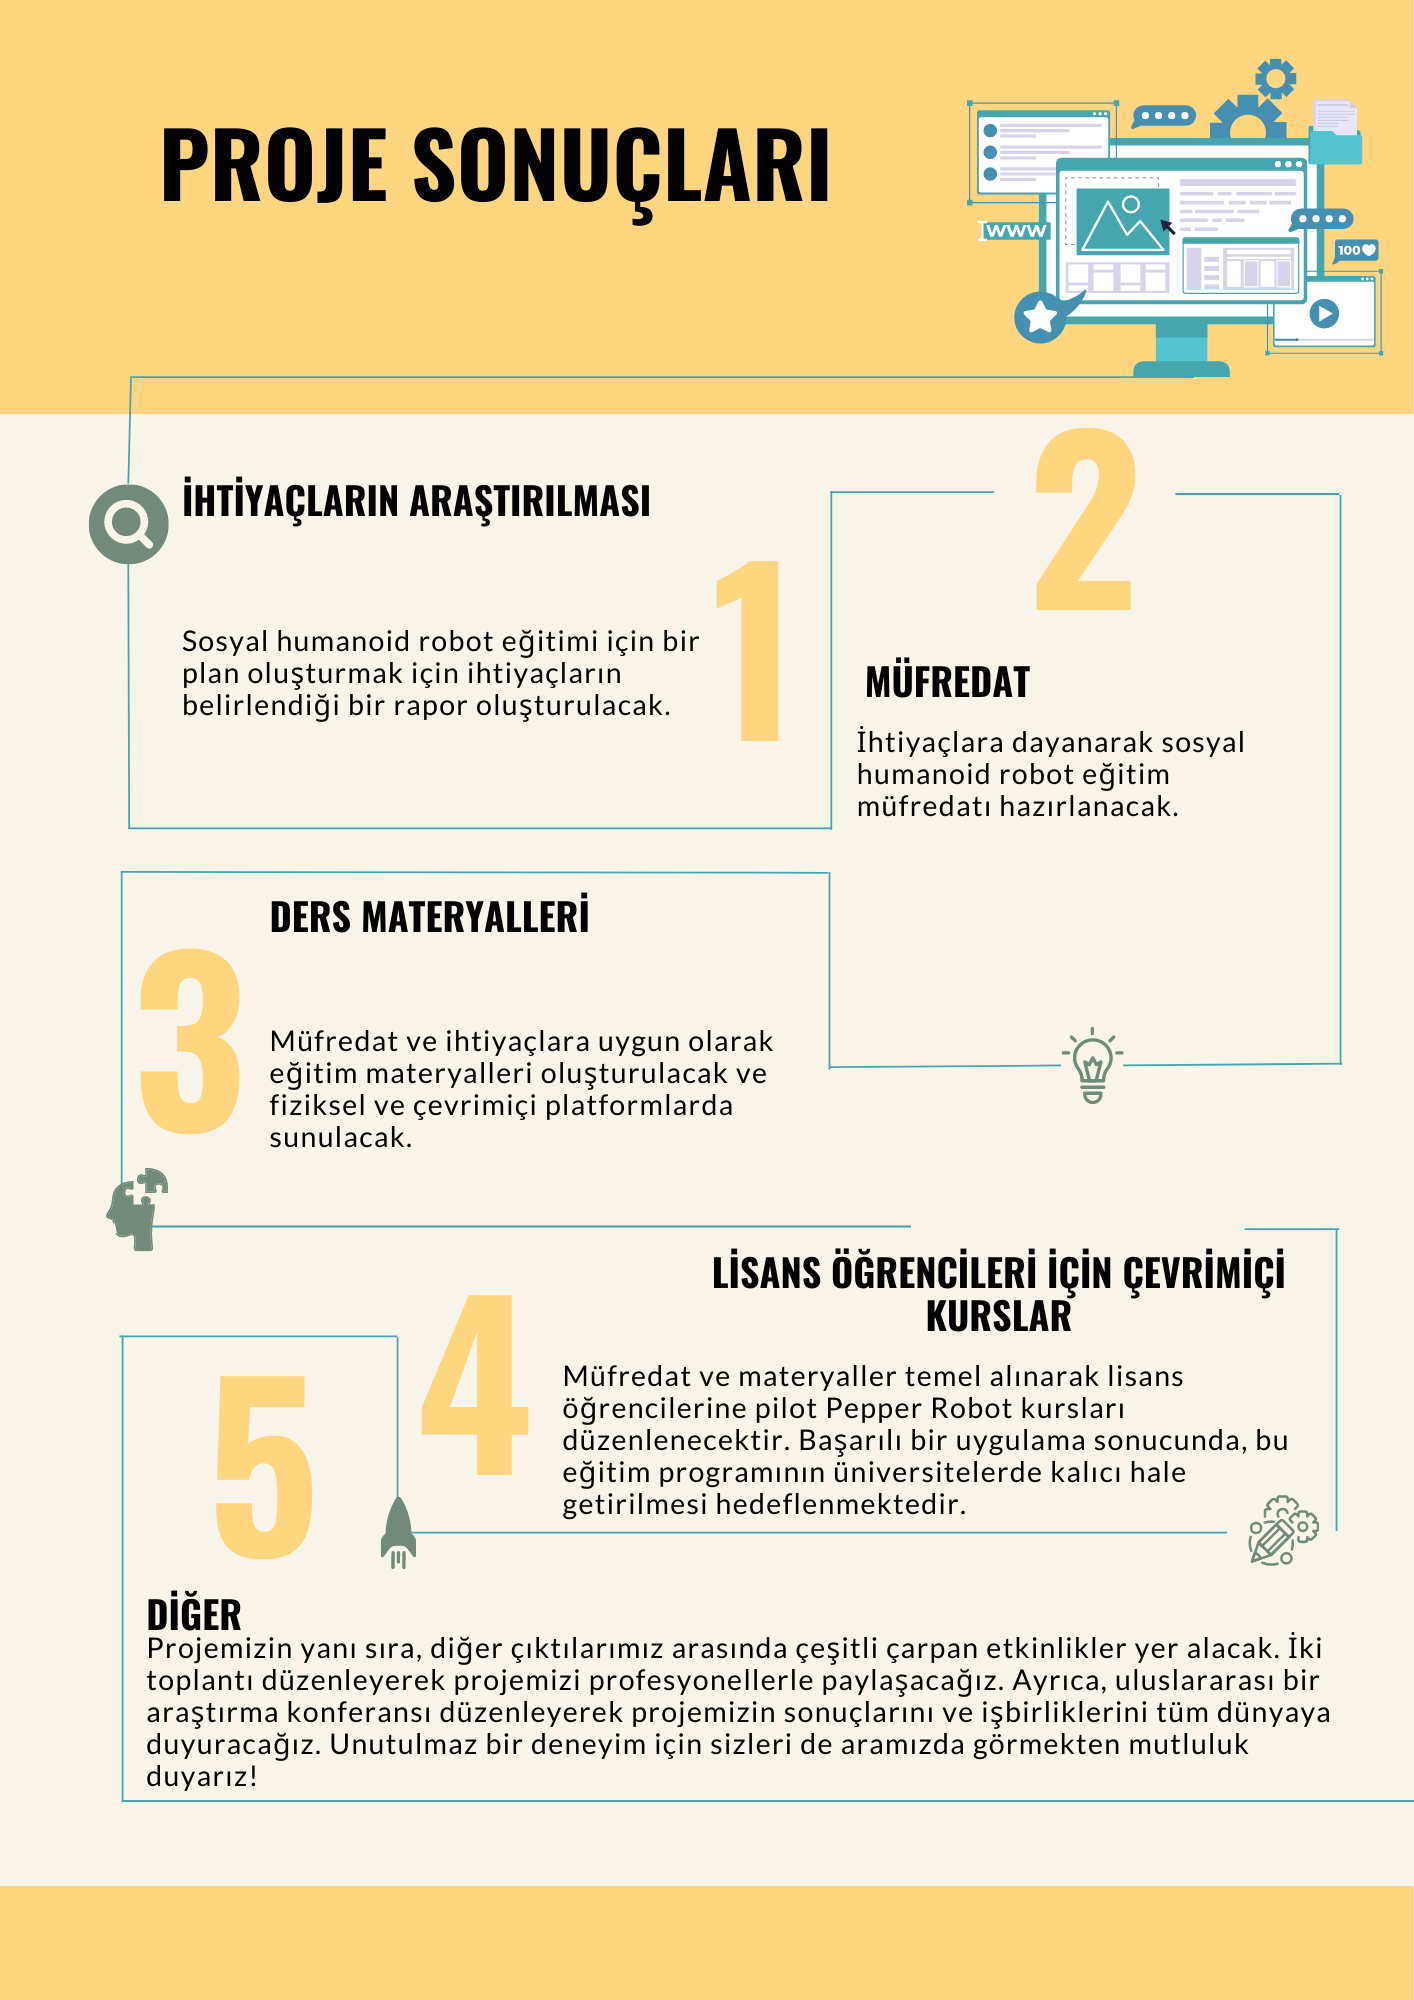 PROJE SONUÇLARI
www
100
İHTİYAÇLARIN ARAŞTIRILMASI
1
Sosyal humanoid robot eğitimi için bir
plan oluşturmak için ihtiyaçların
belirlendiği bir rapor oluşturulacak.
2
MÜFREDAT
İhtiyaçlara dayanarak sosyal
humanoid robot eğitim
müfredatı hazırlanacak.
DERS MATERYALLERİ
3
Müfredat ve ihtiyaçlara uygun olarak
eğitim materyalleri oluşturulacak ve
fiziksel ve çevrimiçi platformlarda
sunulacak.
LİSANS ÖĞRENCİLERİ İÇİN ÇEVRİMİÇİ
KURSLAR
4
Müfredat ve materyaller temel alınarak lisans
öğrencilerine pilot Pepper Robot kursları
düzenlenecektir. Başarılı bir uygulama sonucunda, bu
eğitim programının üniversitelerde kalıcı hale
getirilmesi hedeflenmektedir.
5
DİĞER
Projemizin yanı sıra, diğer çıktılarımız arasında çeşitli çarpan etkinlikler yer alacak. İki
toplantı düzenleyerek projemizi profesyonellerle paylaşacağız. Ayrıca, uluslararası bir
araştırma konferansı düzenleyerek projemizin sonuçlarını ve işbirliklerini tüm dünyaya
duyuracağız. Unutulmaz bir deneyim için sizleri de aramızda görmekten mutluluk
duyarız!